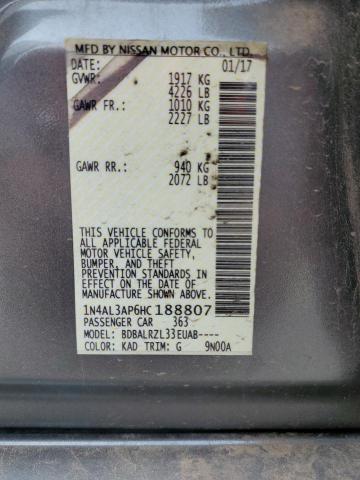 MFD BY NISSAN MOTOR CO., LTD.
DATE: 01/17
GVWR: 1917 KG
4226 LB
GAWR FR.: 1010 KG
2227 LB
GAWR RR.: 940 KG
2072 LB
THIS VEHICLE CONFORMS TO
ALL APPLICABLE FEDERAL
MOTOR VEHICLE SAFETY,
BUMPER, AND THEFT
PREVENTION STANDARDS
IN EFFECT ON THE DATE
OF MANUFACTURE SHOWN
ABOVE.
1N4AL3AP6HC188807
PASSENGER CAR 363
MODEL: BDBALRZL33EUAB----
COLOR: KAD TRIM: G 9N00A